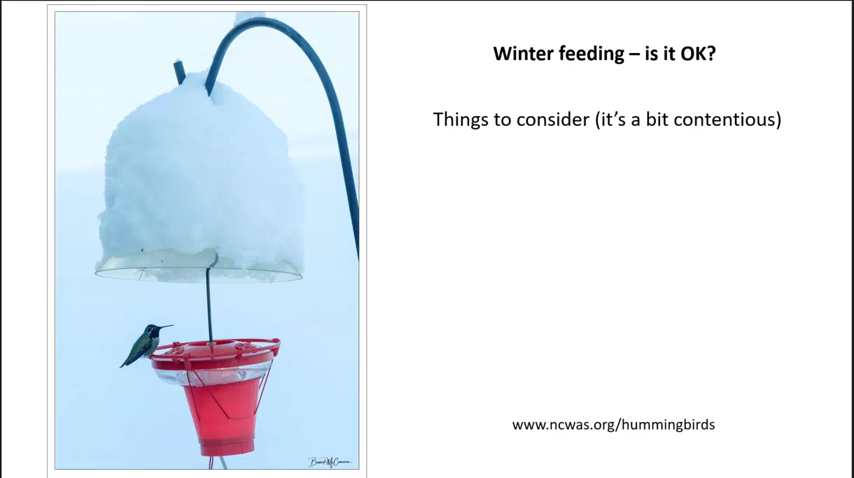 Winter feeding – is it OK?
Things to consider (it's a bit contentious)
www.ncwas.org/hummingbirds